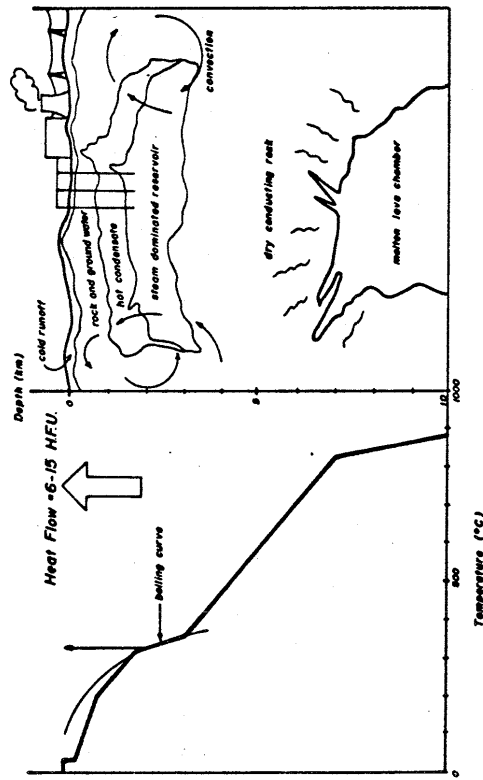 Heat Flow ≈6-15 H.F.U.
boiling curve
0
500
1000
Temperature (°C)
Depth (km)
0
5
10
cold runoff
rock and ground water
hot condensate
steam dominated reservoir
convection
dry conducting rock
molten lava chamber